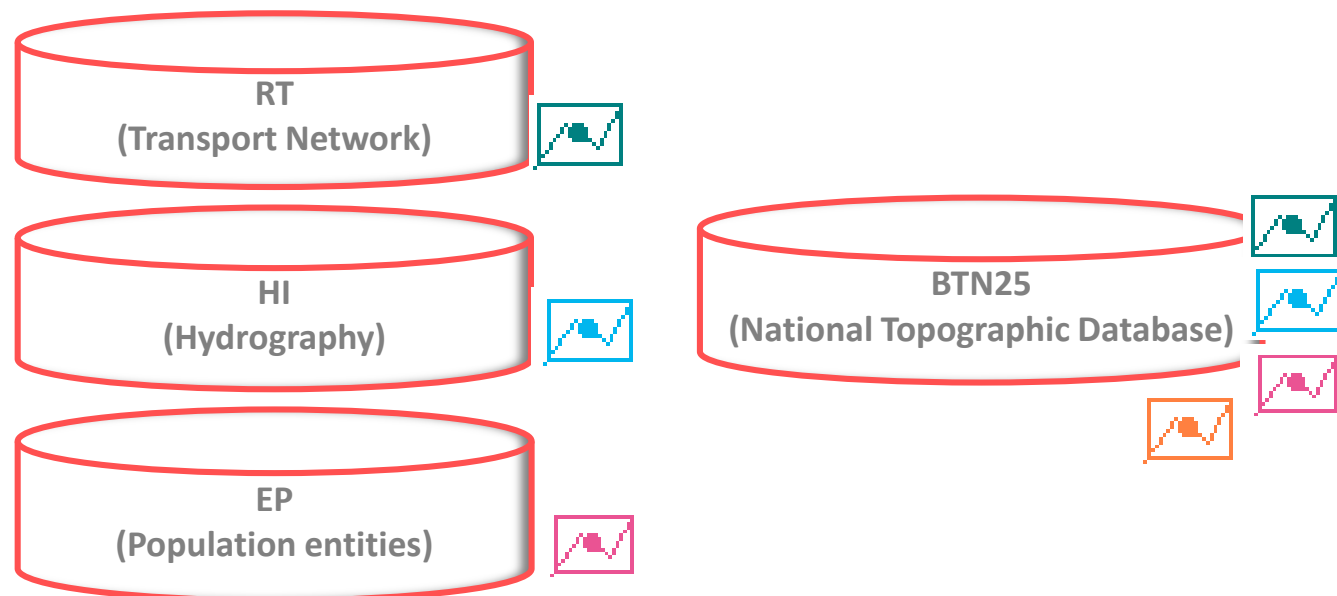 RT
(Transport Network)
HI
(Hydrography)
EP
(Population entities)
BTN25
(National Topographic Database)